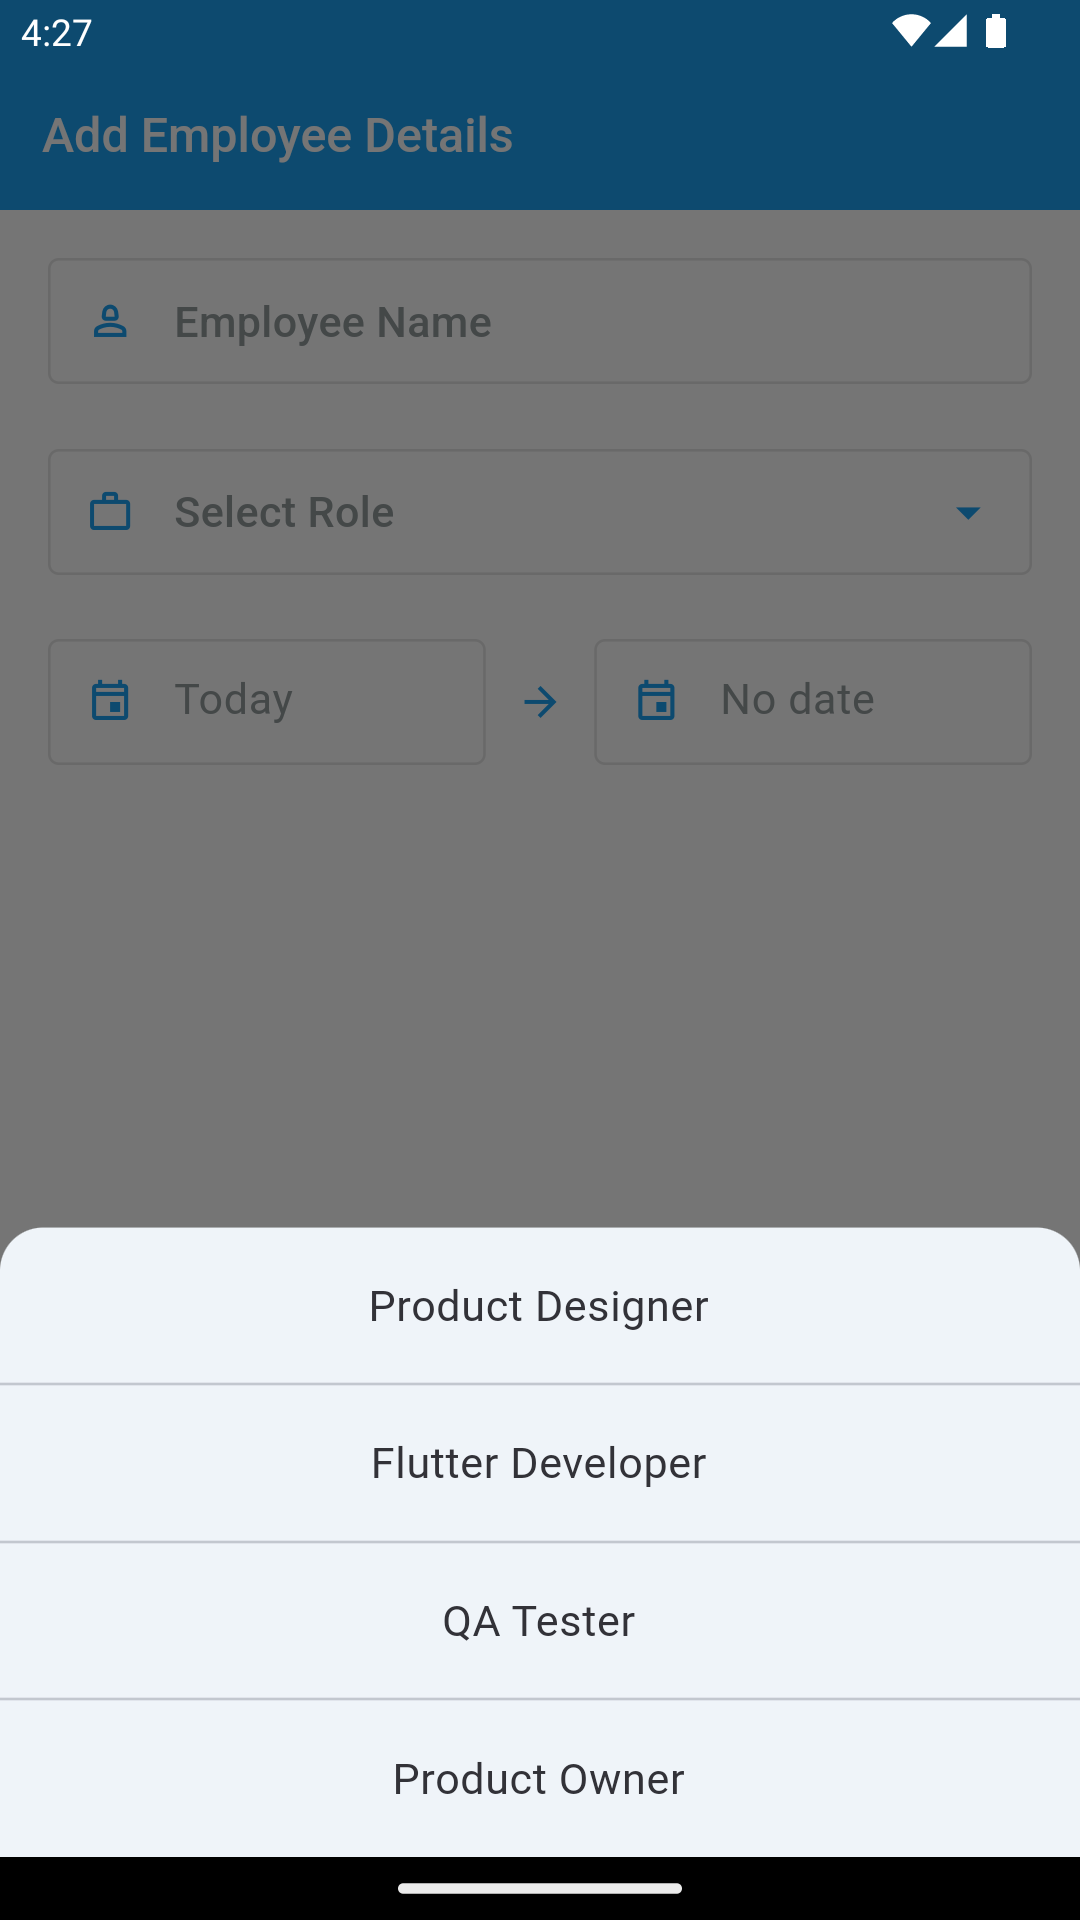 4:27
Add Employee Details
Employee Name
Select Role
Today
No date
Product Designer
Flutter Developer
QA Tester
Product Owner